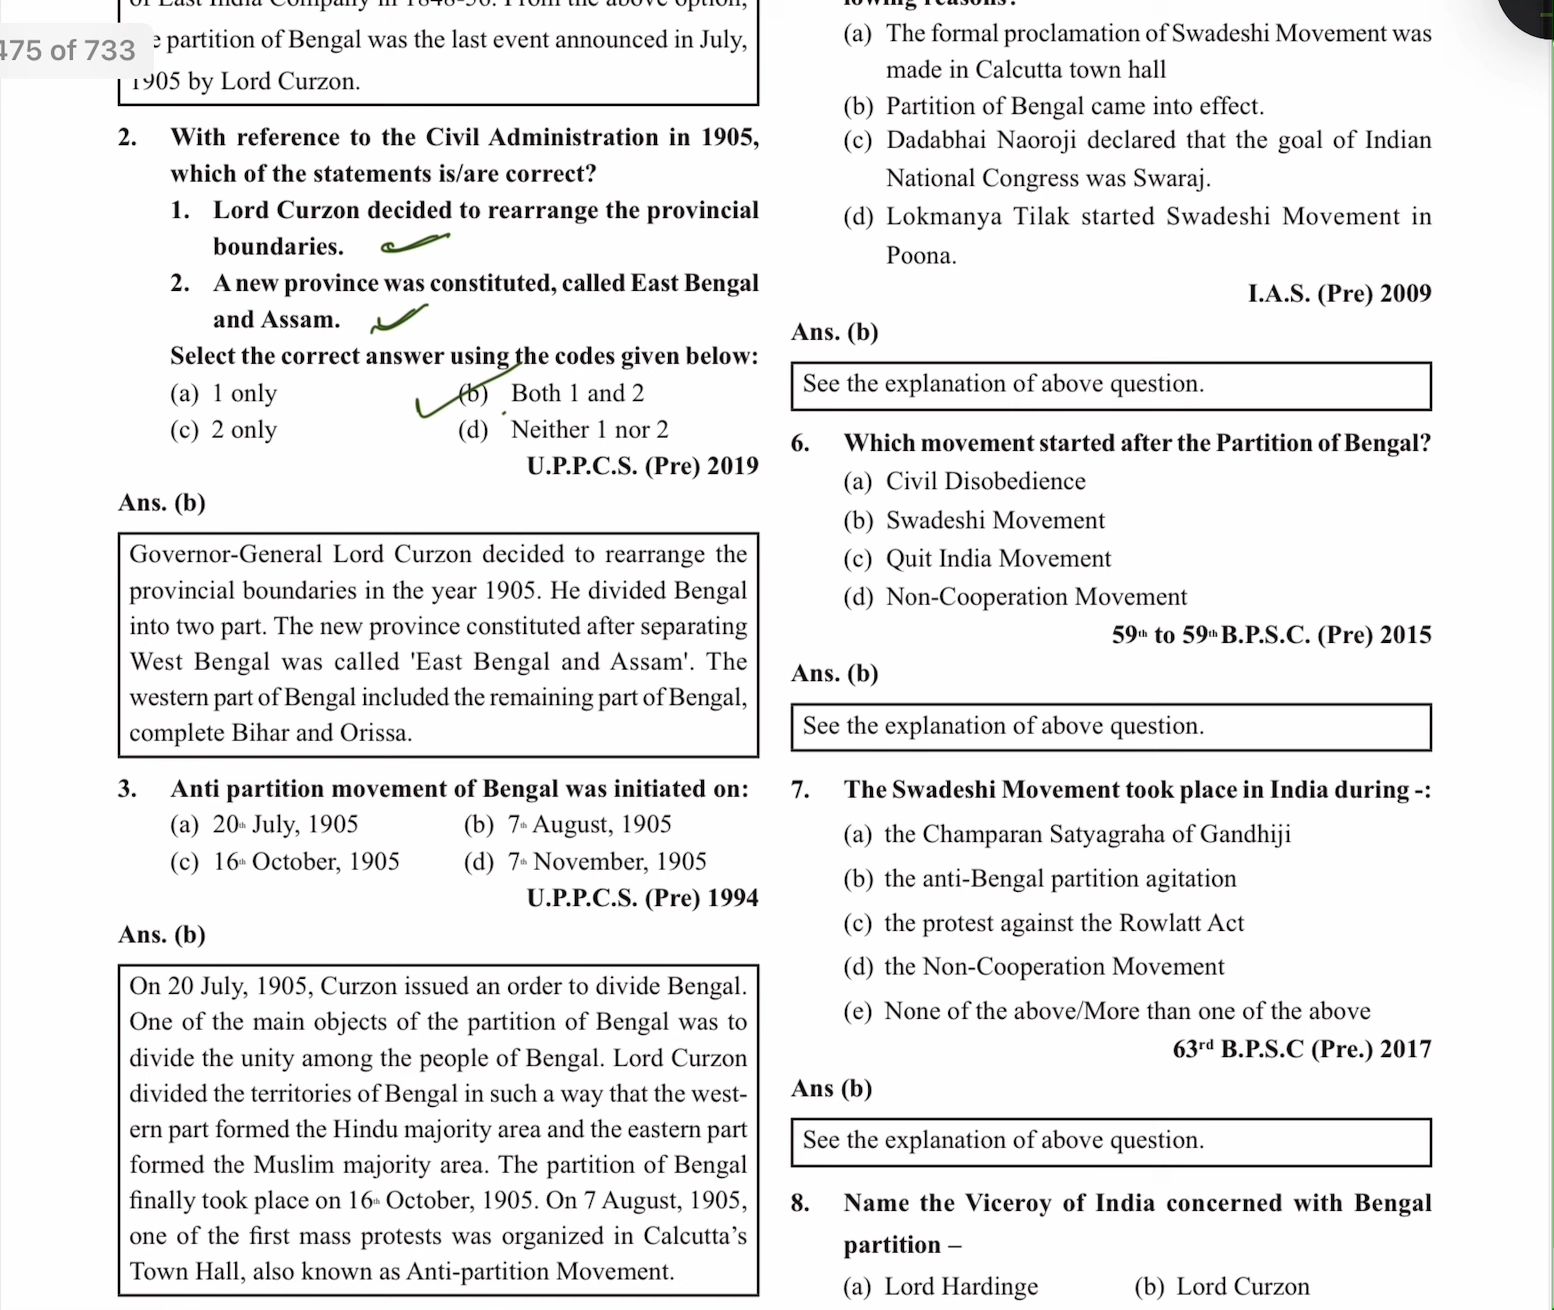 475 of 733
e partition of Bengal was the last event announced in July,
1905 by Lord Curzon.
2. With reference to the Civil Administration in 1905,
which of the statements is/are correct?
1. Lord Curzon decided to rearrange the provincial
boundaries.
2. A new province was constituted, called East Bengal
and Assam.
Select the correct answer using the codes given below:
(a) 1 only (b) Both 1 and 2
(c) 2 only (d) Neither 1 nor 2
U.P.P.C.S. (Pre) 2019
Ans. (b)
Governor-General Lord Curzon decided to rearrange the
provincial boundaries in the year 1905. He divided Bengal
into two part. The new province constituted after separating
West Bengal was called 'East Bengal and Assam'. The
western part of Bengal included the remaining part of Bengal,
complete Bihar and Orissa.
3. Anti partition movement of Bengal was initiated on:
(a) 20th July, 1905 (b) 7th August, 1905
(c) 16th October, 1905 (d) 7th November, 1905
U.P.P.C.S. (Pre) 1994
Ans. (b)
On 20 July, 1905, Curzon issued an order to divide Bengal.
One of the main objects of the partition of Bengal was to
divide the unity among the people of Bengal. Lord Curzon
divided the territories of Bengal in such a way that the west-
ern part formed the Hindu majority area and the eastern part
formed the Muslim majority area. The partition of Bengal
finally took place on 16th October, 1905. On 7 August, 1905,
one of the first mass protests was organized in Calcutta's
Town Hall, also known as Anti-partition Movement.
(a) The formal proclamation of Swadeshi Movement was
made in Calcutta town hall
(b) Partition of Bengal came into effect.
(c) Dadabhai Naoroji declared that the goal of Indian
National Congress was Swaraj.
(d) Lokmanya Tilak started Swadeshi Movement in
Poona.
I.A.S. (Pre) 2009
Ans. (b)
See the explanation of above question.
6. Which movement started after the Partition of Bengal?
(a) Civil Disobedience
(b) Swadeshi Movement
(c) Quit India Movement
(d) Non-Cooperation Movement
59th to 59th B.P.S.C. (Pre) 2015
Ans. (b)
See the explanation of above question.
7. The Swadeshi Movement took place in India during -:
(a) the Champaran Satyagraha of Gandhiji
(b) the anti-Bengal partition agitation
(c) the protest against the Rowlatt Act
(d) the Non-Cooperation Movement
(e) None of the above/More than one of the above
63rd B.P.S.C (Pre.) 2017
Ans (b)
See the explanation of above question.
8. Name the Viceroy of India concerned with Bengal
partition –
(a) Lord Hardinge (b) Lord Curzon